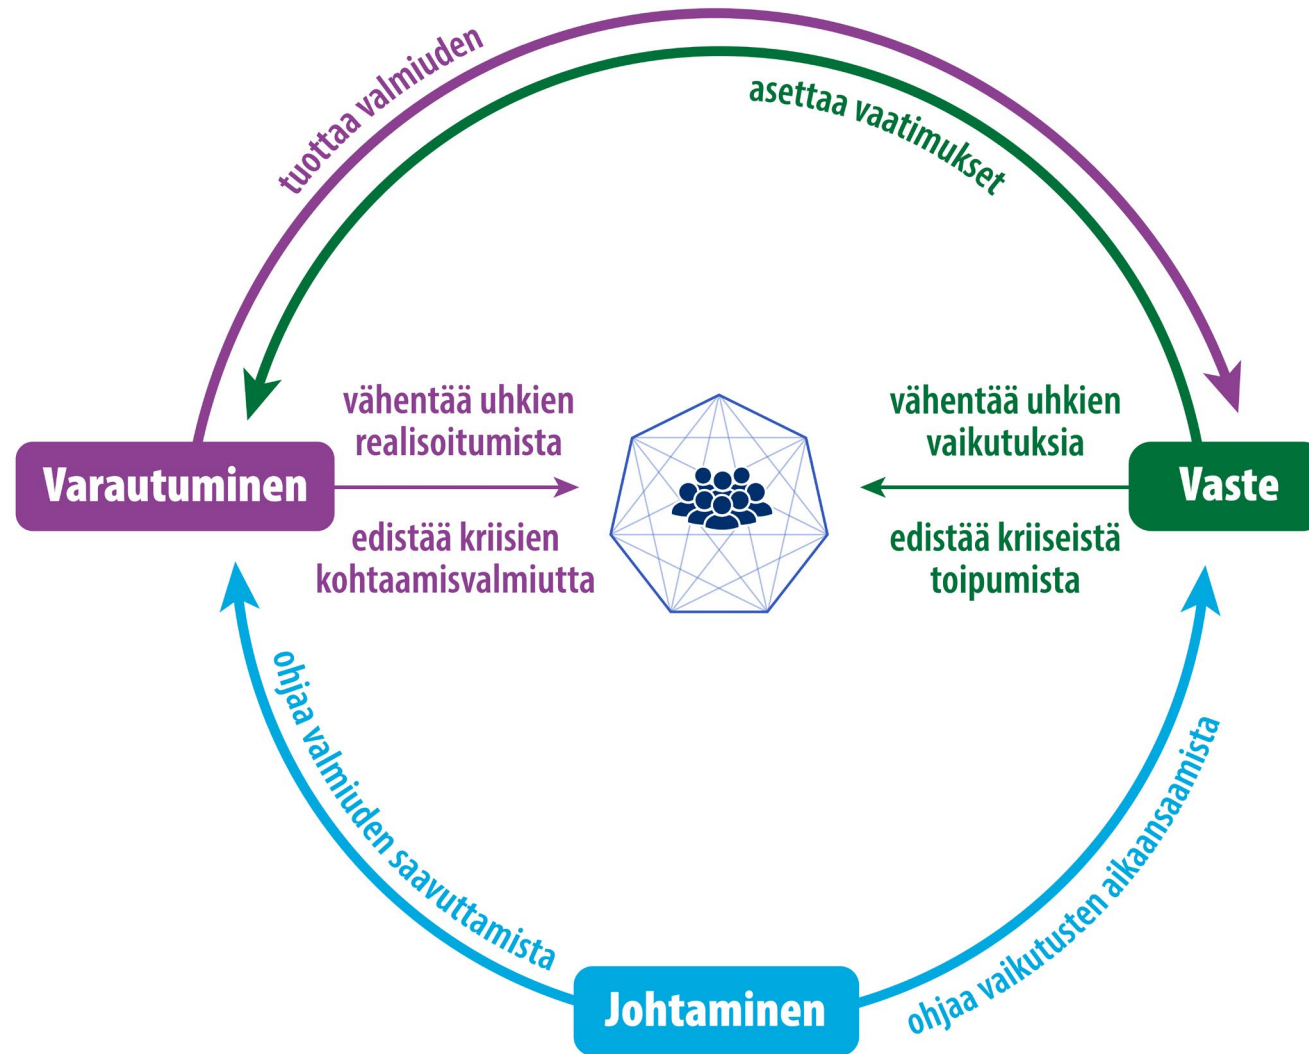 tuottaa valmiuden
asettaa vaatimukset
vähentää uhkien
realisoitumista
vähentää uhkien
vaikutuksia
Varautuminen
Vaste
edistää kriisien
kohtaamisvalmiutta
edistää kriiseistä
toipumista
ohjaa valmiuden saavuttamista
ohjaa vaikutusten aikaansaamista
Johtaminen